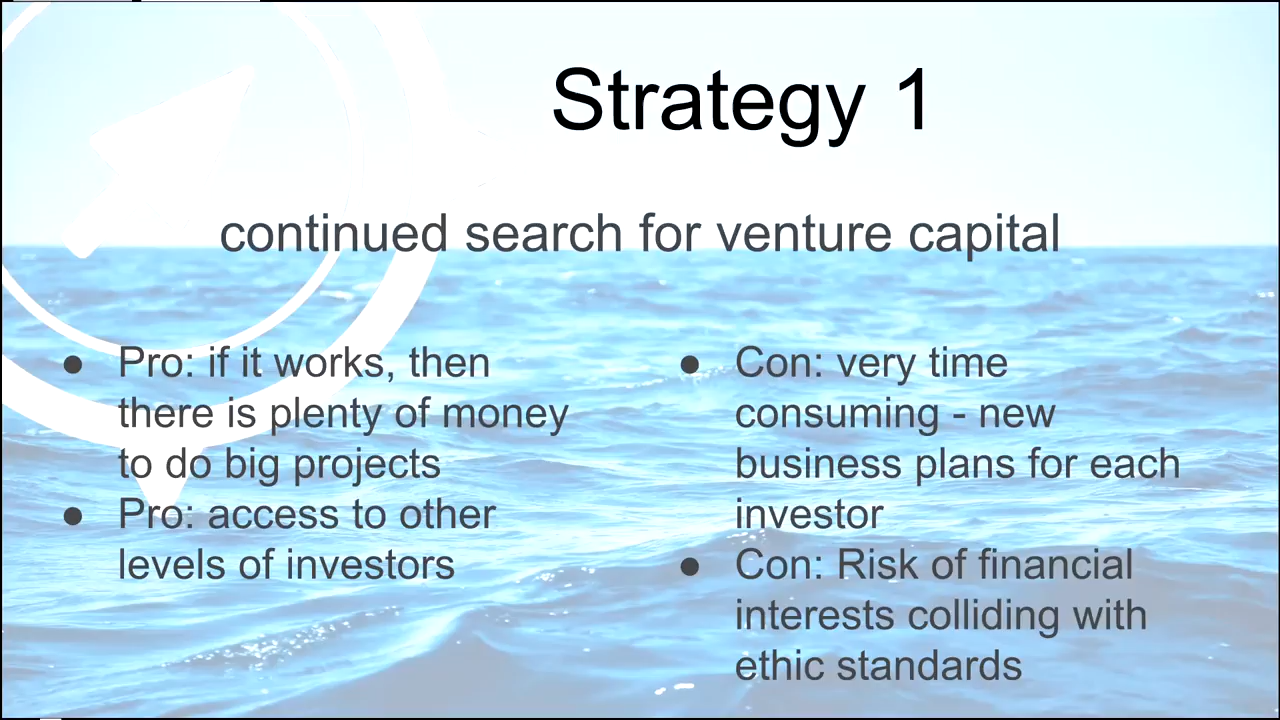 Strategy 1
continued search for venture capital
● Pro: if it works, then
there is plenty of money
to do big projects
● Pro: access to other
levels of investors
● Con: very time
consuming - new
business plans for each
investor
● Con: Risk of financial
interests colliding with
ethic standards